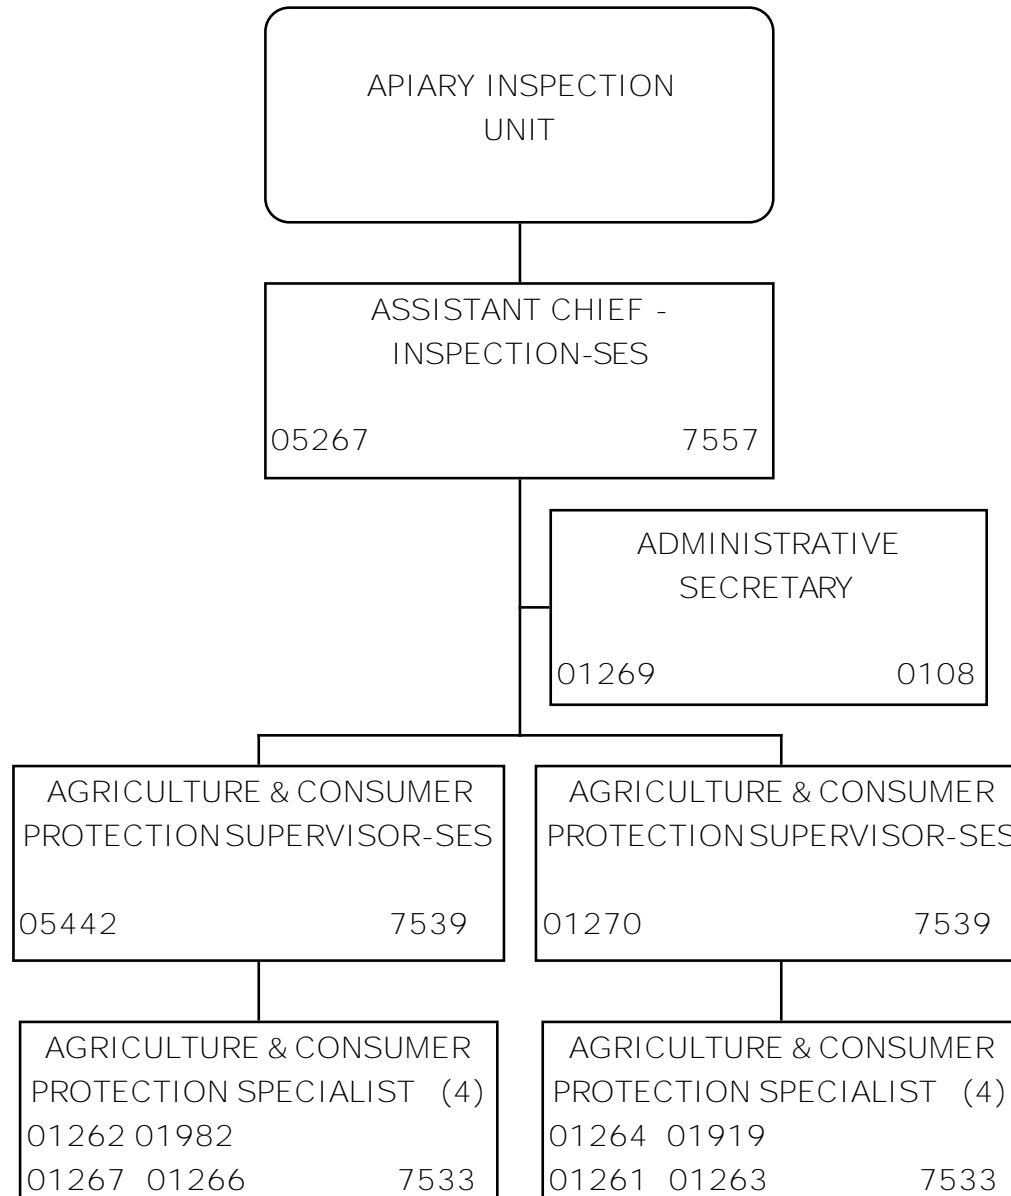 APIARY INSPECTION
UNIT
ASSISTANT CHIEF -
INSPECTION-SES
05267 7557
ADMINISTRATIVE
SECRETARY
01269 0108
AGRICULTURE & CONSUMER
PROTECTION SUPERVISOR-SES
05442 7539
AGRICULTURE & CONSUMER
PROTECTION SUPERVISOR-SES
01270 7539
AGRICULTURE & CONSUMER
PROTECTION SPECIALIST (4)
01262 01982
01267 01266 7533
AGRICULTURE & CONSUMER
PROTECTION SPECIALIST (4)
01264 01919
01261 01263 7533